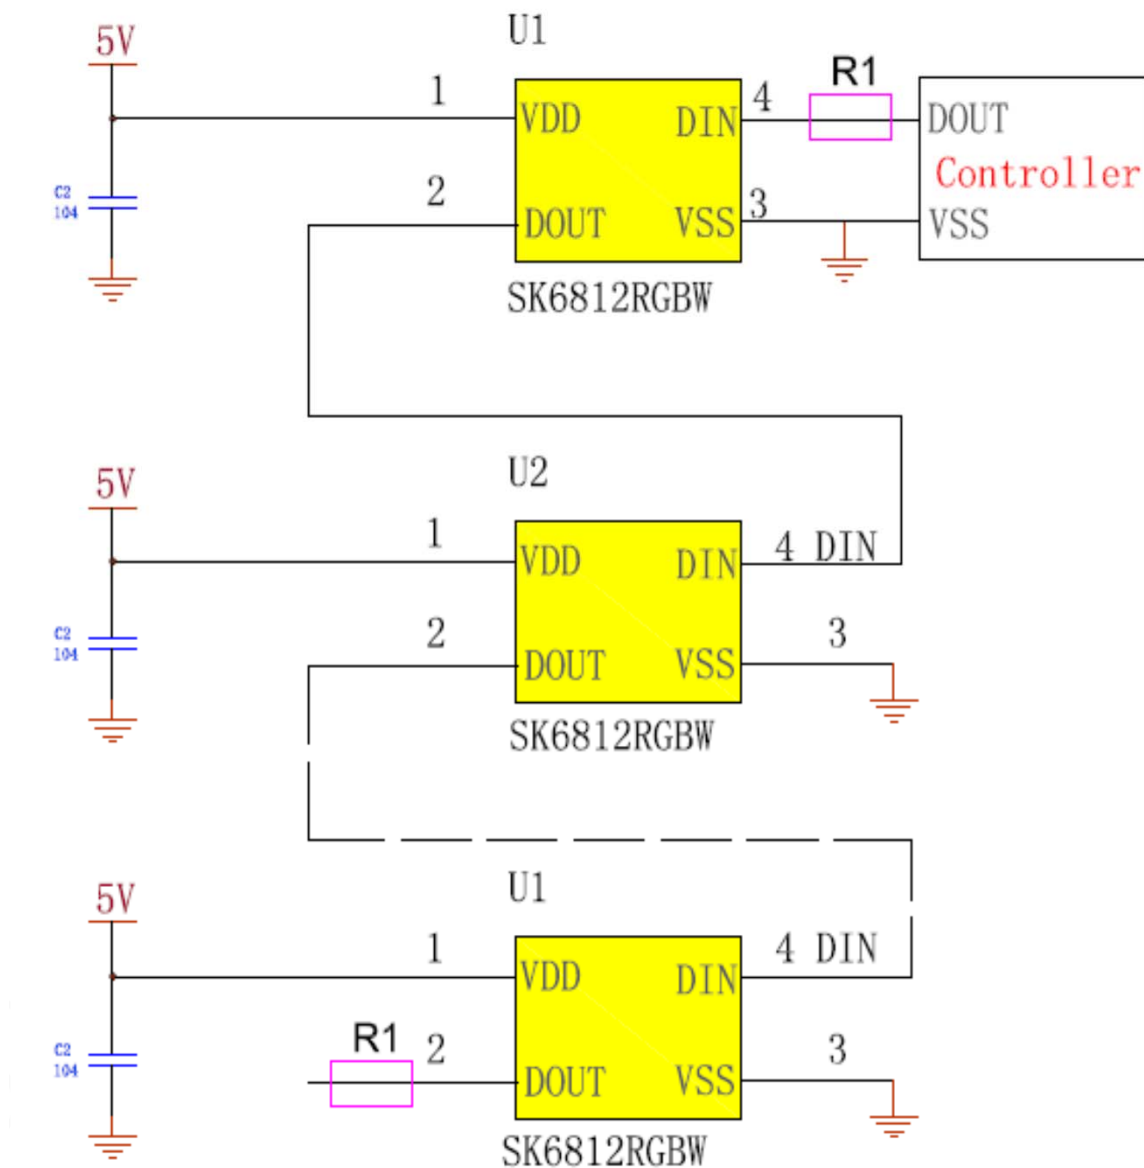 U1
5V
1
VDD
DIN
4
R1
DOUT
Controller
C2
104
2
DOUT
VSS
3
VSS
SK6812RGBW
U2
5V
1
VDD
DIN
4 DIN
C2
104
2
DOUT
VSS
3
SK6812RGBW
U1
5V
1
VDD
DIN
4 DIN
C2
104
R1
2
DOUT
VSS
3
SK6812RGBW